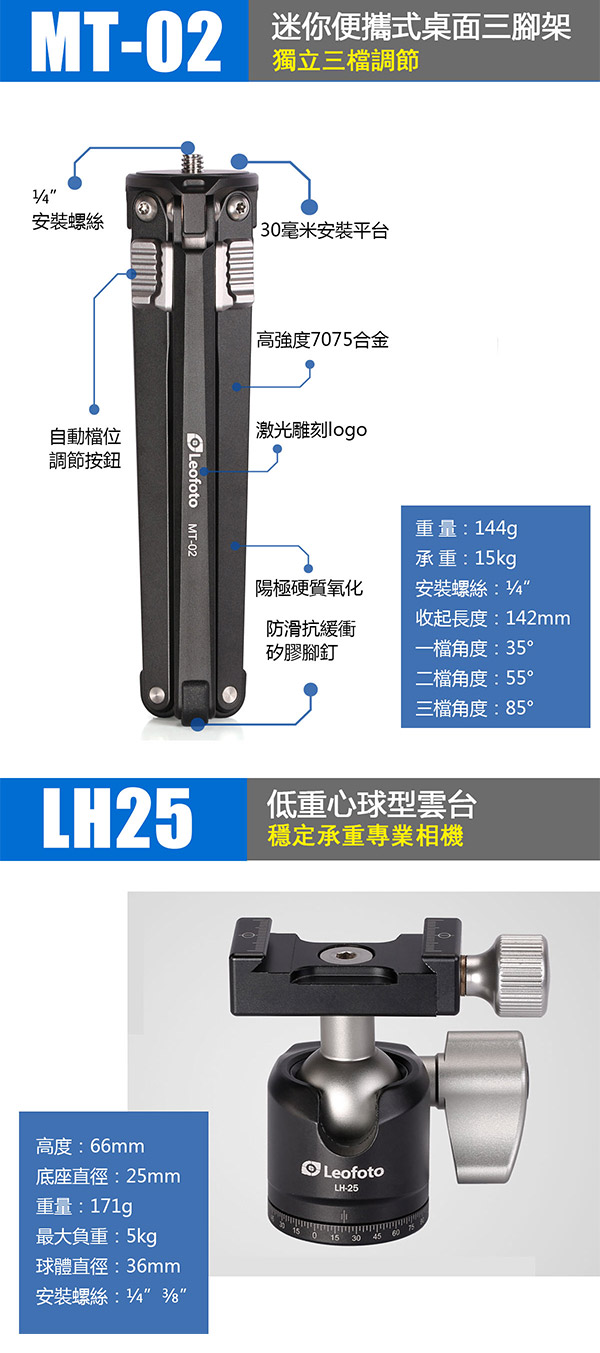 MT-02
迷你便攜式桌面三腳架
獨立三檔調節
¼"
安裝螺絲
30毫米安裝平台
高強度7075合金
自動檔位
調節按鈕
激光雕刻logo
Leofoto MT-02
陽極硬質氧化
防滑抗緩衝
矽膠腳釘
重量：144g
承重：15kg
安裝螺絲：¼"
收起長度：142mm
一檔角度：35°
二檔角度：55°
三檔角度：85°
LH25
低重心球型雲台
穩定承重專業相機
Leofoto
LH-25
30 15 0 15 30 45 60 75
高度：66mm
底座直徑：25mm
重量：171g
最大負重：5kg
球體直徑：36mm
安裝螺絲：¼" ⅜"